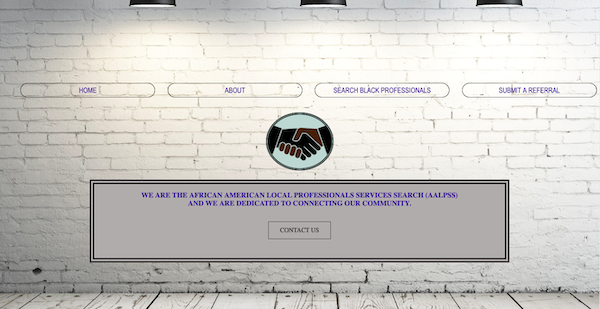 HOME
ABOUT
SEARCH BLACK PROFESSIONALS
SUBMIT A REFERRAL
WE ARE THE AFRICAN AMERICAN LOCAL PROFESSIONALS SERVICES SEARCH (AALPSS)
AND WE ARE DEDICATED TO CONNECTING OUR COMMUNITY.
CONTACT US